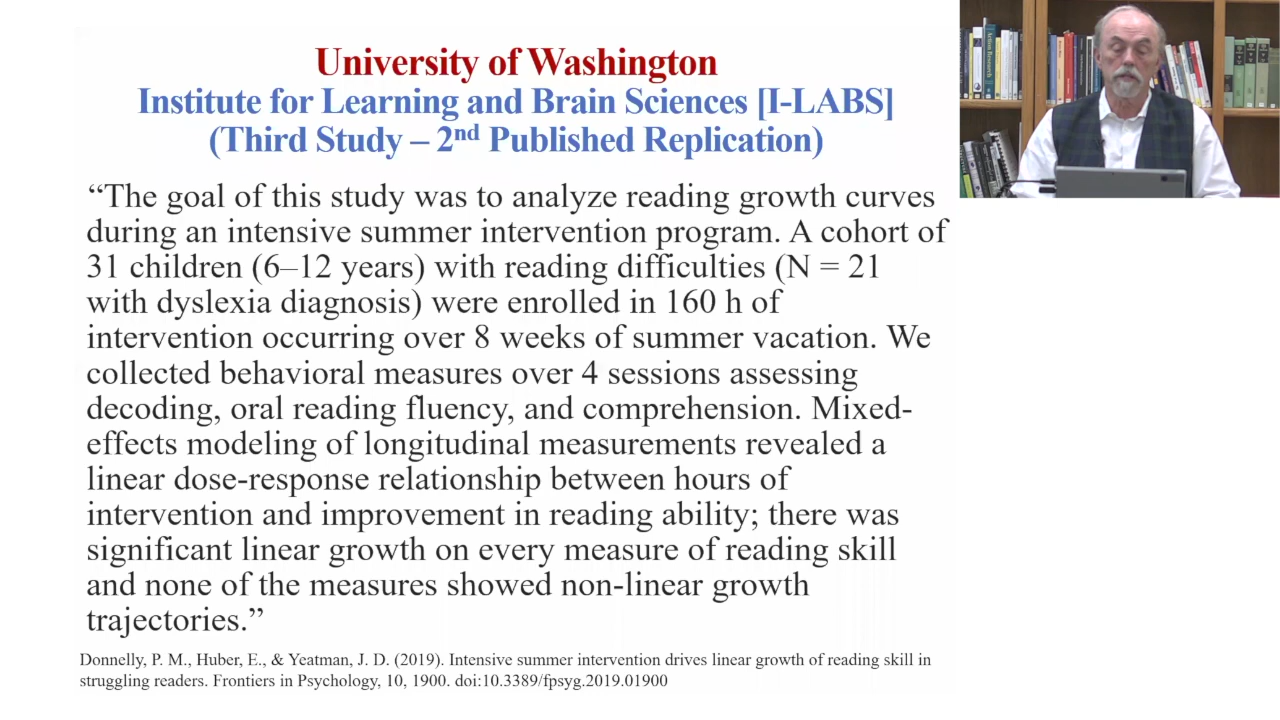 University of Washington
Institute for Learning and Brain Sciences [I-LABS]
(Third Study – 2nd Published Replication)
“The goal of this study was to analyze reading growth curves
during an intensive summer intervention program. A cohort of
31 children (6–12 years) with reading difficulties (N = 21
with dyslexia diagnosis) were enrolled in 160 h of
intervention occurring over 8 weeks of summer vacation. We
collected behavioral measures over 4 sessions assessing
decoding, oral reading fluency, and comprehension. Mixed-
effects modeling of longitudinal measurements revealed a
linear dose-response relationship between hours of
intervention and improvement in reading ability; there was
significant linear growth on every measure of reading skill
and none of the measures showed non-linear growth
trajectories.”
Donnelly, P. M., Huber, E., & Yeatman, J. D. (2019). Intensive summer intervention drives linear growth of reading skill in
struggling readers. Frontiers in Psychology, 10, 1900. doi:10.3389/fpsyg.2019.01900
Action Research